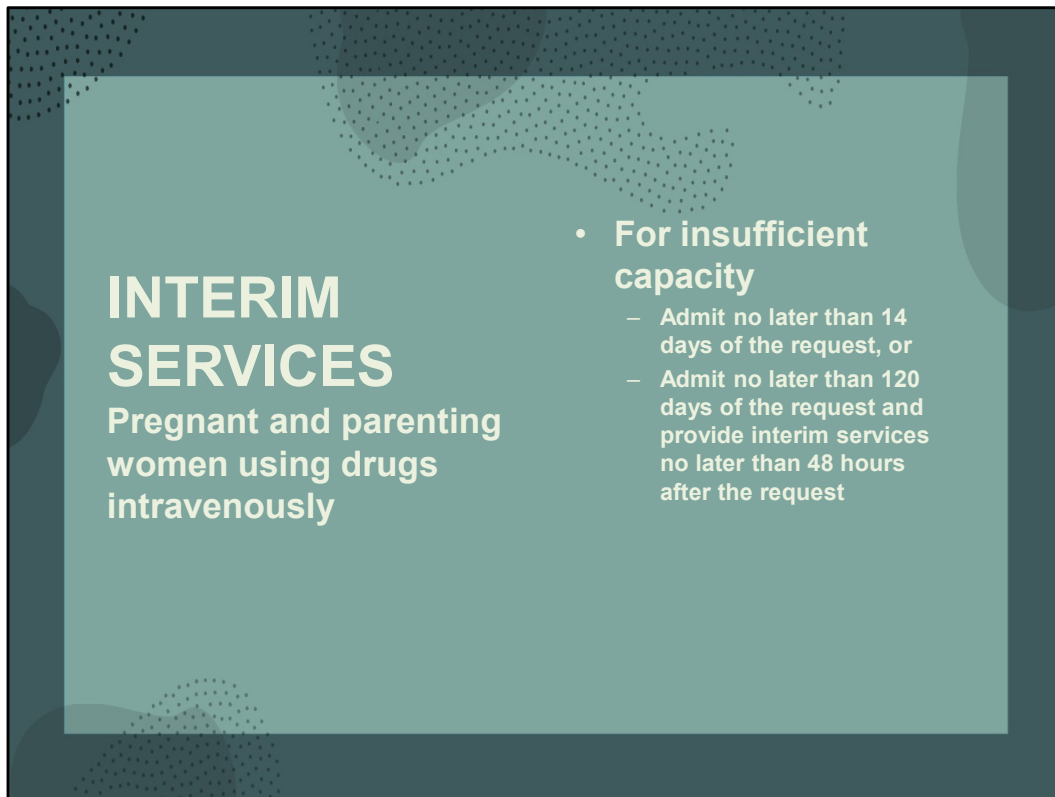 INTERIM
SERVICES
Pregnant and parenting
women using drugs
intravenously
• For insufficient
capacity
– Admit no later than 14
days of the request, or
– Admit no later than 120
days of the request and
provide interim services
no later than 48 hours
after the request